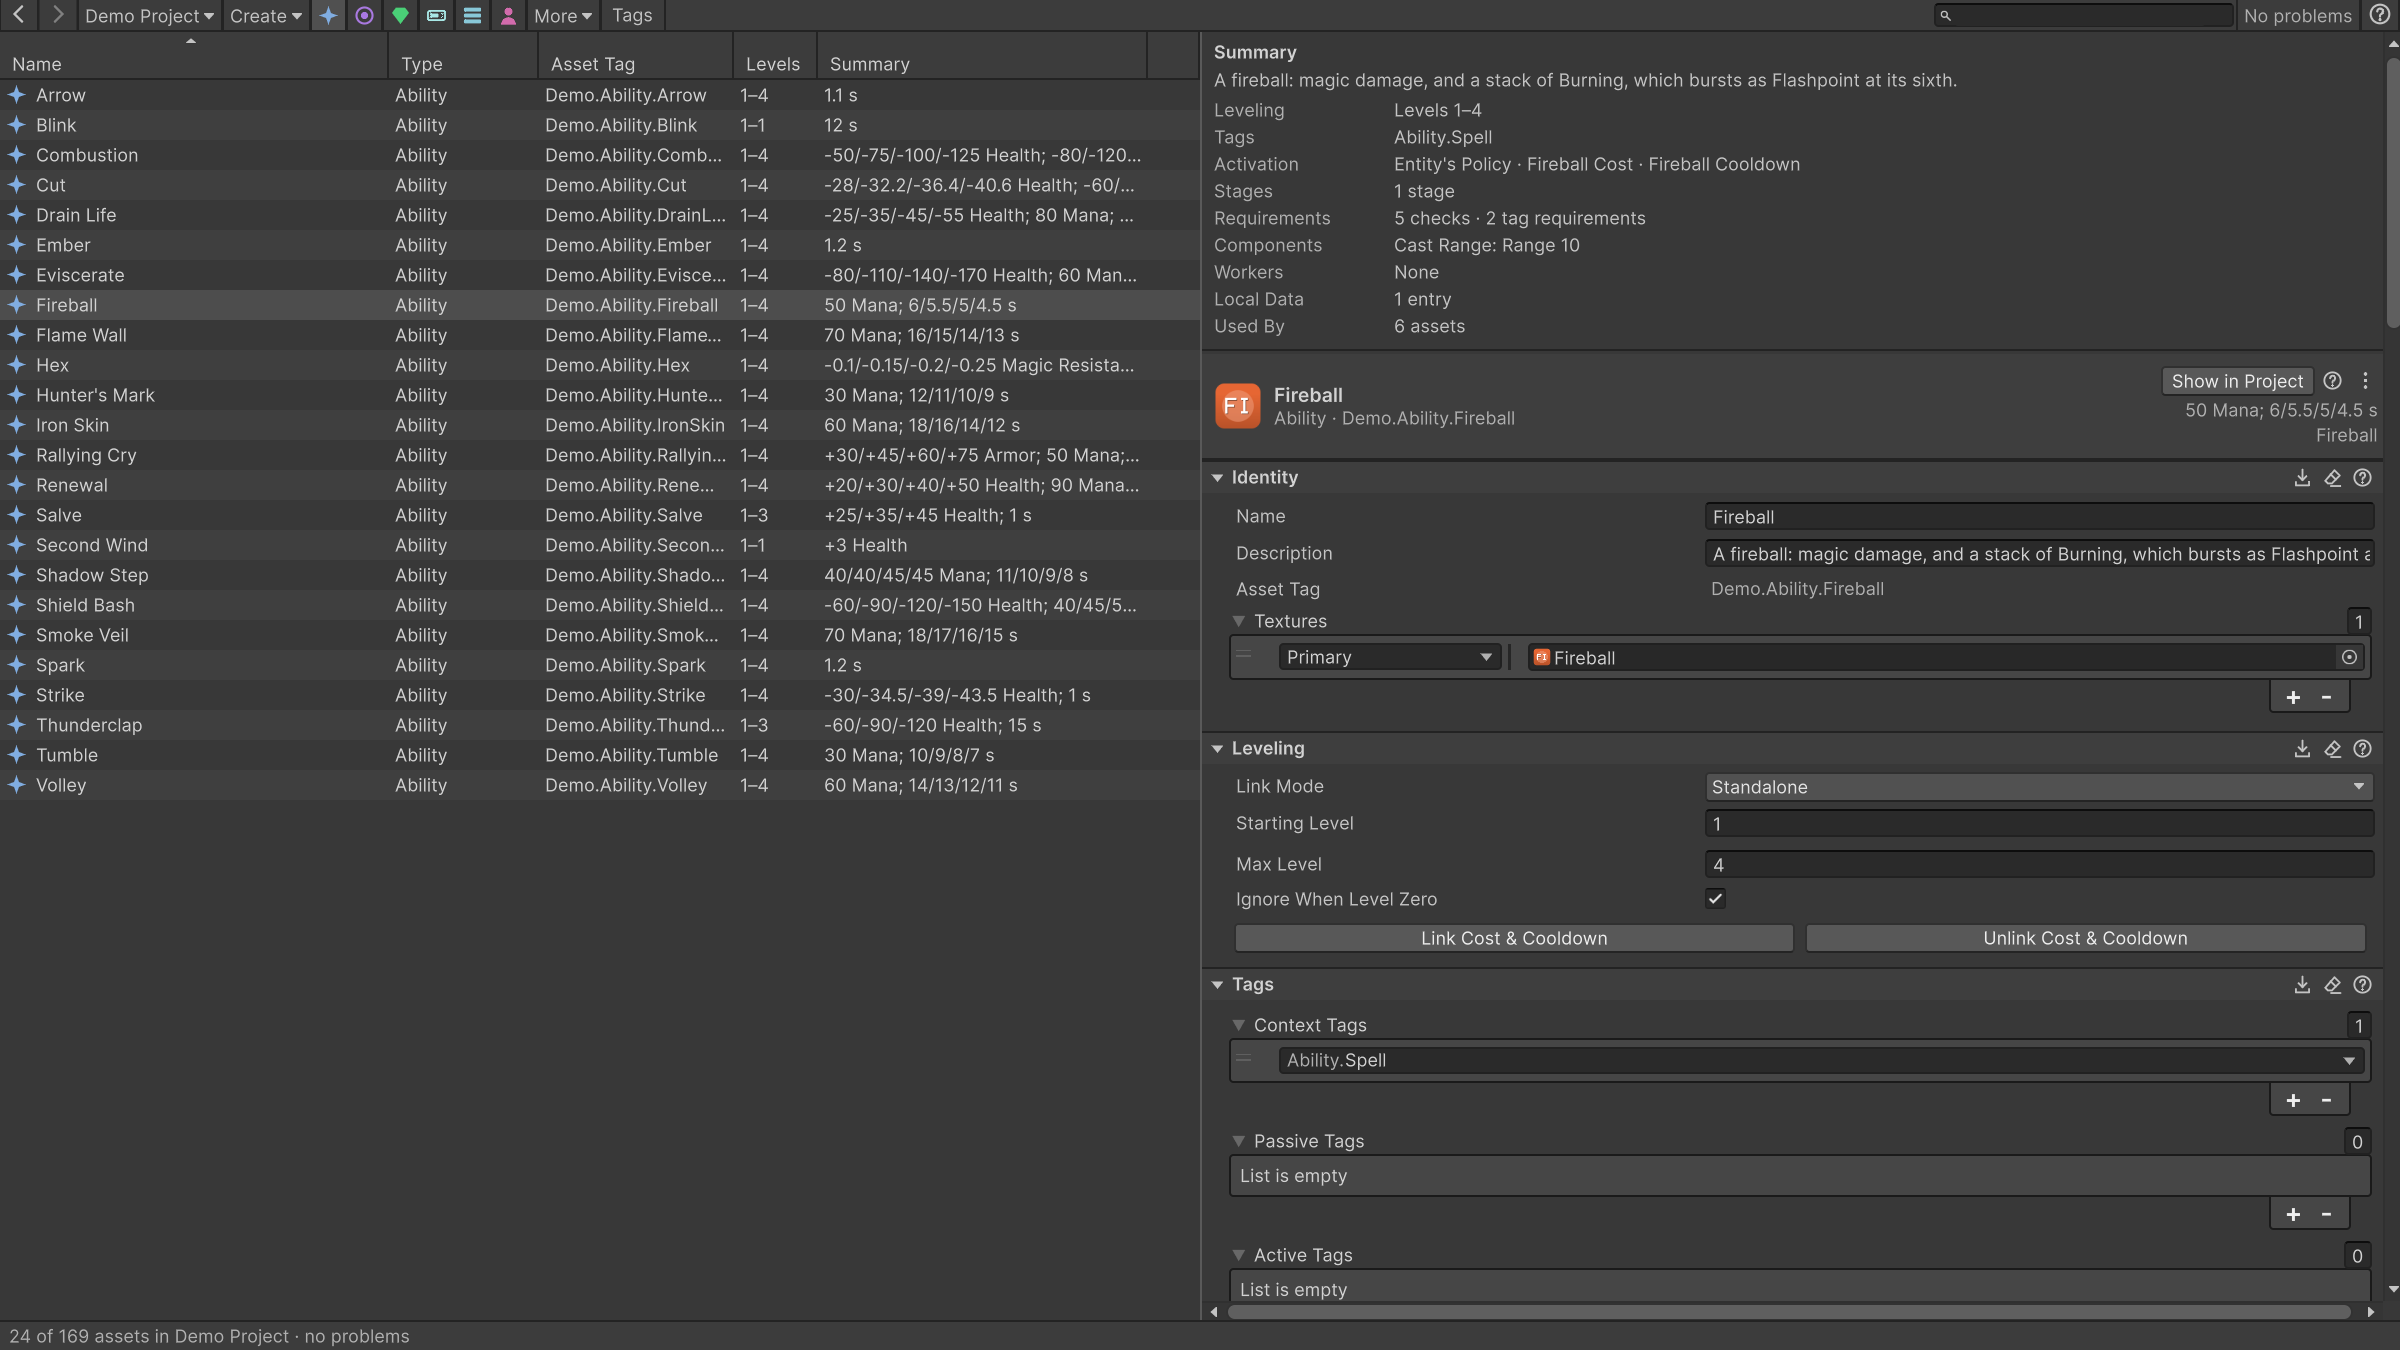 Demo Project Create More Tags No problems
Name Type Asset Tag Levels Summary
Arrow Ability Demo.Ability.Arrow 1–4 1.1 s
Blink Ability Demo.Ability.Blink 1–1 12 s
Combustion Ability Demo.Ability.Comb... 1–4 -50/-75/-100/-125 Health; -80/-120...
Cut Ability Demo.Ability.Cut 1–4 -28/-32.2/-36.4/-40.6 Health; -60/...
Drain Life Ability Demo.Ability.DrainL... 1–4 -25/-35/-45/-55 Health; 80 Mana; ...
Ember Ability Demo.Ability.Ember 1–4 1.2 s
Eviscerate Ability Demo.Ability.Evisce... 1–4 -80/-110/-140/-170 Health; 60 Man...
Fireball Ability Demo.Ability.Fireball 1–4 50 Mana; 6/5.5/5/4.5 s
Flame Wall Ability Demo.Ability.Flame... 1–4 70 Mana; 16/15/14/13 s
Hex Ability Demo.Ability.Hex 1–4 -0.1/-0.15/-0.2/-0.25 Magic Resista...
Hunter's Mark Ability Demo.Ability.Hunte... 1–4 30 Mana; 12/11/10/9 s
Iron Skin Ability Demo.Ability.IronSkin 1–4 60 Mana; 18/16/14/12 s
Rallying Cry Ability Demo.Ability.Rallyin... 1–4 +30/+45/+60/+75 Armor; 50 Mana;...
Renewal Ability Demo.Ability.Rene... 1–4 +20/+30/+40/+50 Health; 90 Mana...
Salve Ability Demo.Ability.Salve 1–3 +25/+35/+45 Health; 1 s
Second Wind Ability Demo.Ability.Secon... 1–1 +3 Health
Shadow Step Ability Demo.Ability.Shado... 1–4 40/40/45/45 Mana; 11/10/9/8 s
Shield Bash Ability Demo.Ability.Shield... 1–4 -60/-90/-120/-150 Health; 40/45/5...
Smoke Veil Ability Demo.Ability.Smok... 1–4 70 Mana; 18/17/16/15 s
Spark Ability Demo.Ability.Spark 1–4 1.2 s
Strike Ability Demo.Ability.Strike 1–4 -30/-34.5/-39/-43.5 Health; 1 s
Thunderclap Ability Demo.Ability.Thund... 1–3 -60/-90/-120 Health; 15 s
Tumble Ability Demo.Ability.Tumble 1–4 30 Mana; 10/9/8/7 s
Volley Ability Demo.Ability.Volley 1–4 60 Mana; 14/13/12/11 s
24 of 169 assets in Demo Project · no problems
Summary
A fireball: magic damage, and a stack of Burning, which bursts as Flashpoint at its sixth.
Leveling Levels 1–4
Tags Ability.Spell
Activation Entity's Policy · Fireball Cost · Fireball Cooldown
Stages 1 stage
Requirements 5 checks · 2 tag requirements
Components Cast Range: Range 10
Workers None
Local Data 1 entry
Used By 6 assets
FI Fireball Show in Project
Ability · Demo.Ability.Fireball 50 Mana; 6/5.5/5/4.5 s
Fireball
Identity
Name Fireball
Description A fireball: magic damage, and a stack of Burning, which bursts as Flashpoint a
Asset Tag Demo.Ability.Fireball
Textures 1
Primary FI Fireball
+ -
Leveling
Link Mode Standalone
Starting Level 1
Max Level 4
Ignore When Level Zero
Link Cost & Cooldown Unlink Cost & Cooldown
Tags
Context Tags 1
Ability.Spell
+ -
Passive Tags 0
List is empty
+ -
Active Tags 0
List is empty